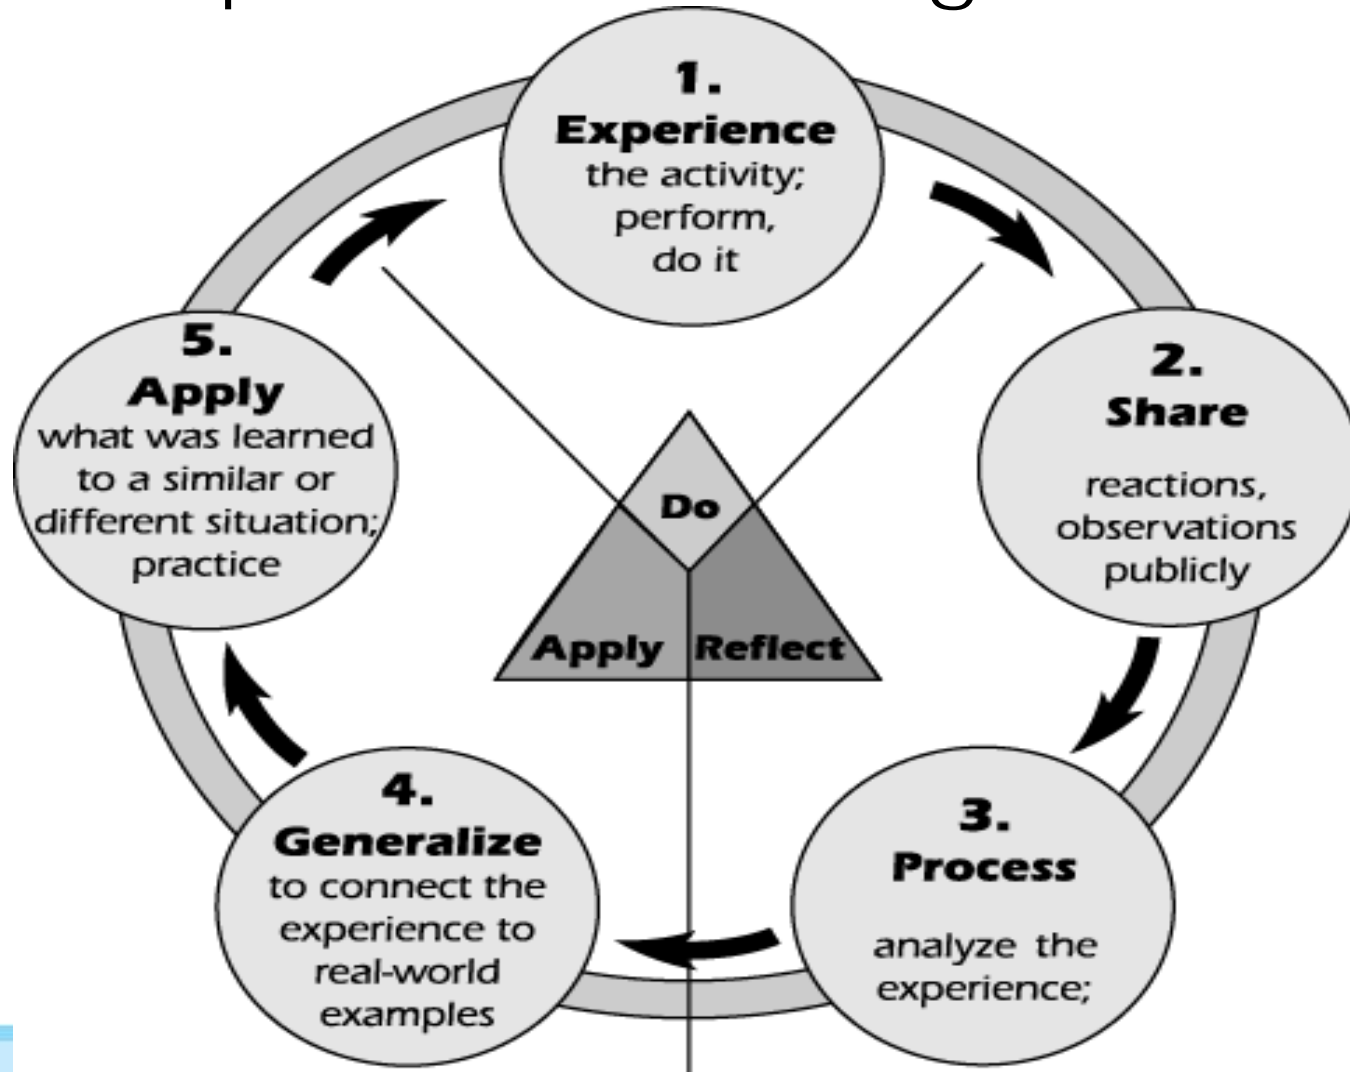 1.
Experience
the activity;
perform,
do it
2.
Share
reactions,
observations
publicly
3.
Process
analyze the
experience;
4.
Generalize
to connect the
experience to
real-world
examples
5.
Apply
what was learned
to a similar or
different situation;
practice
Do
Apply
Reflect